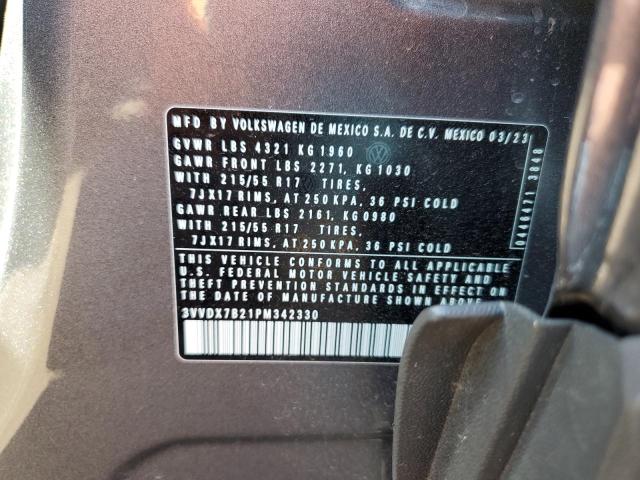 MFD BY VOLKSWAGEN DE MEXICO S.A. DE C.V. MEXICO 03/23
GVWR LBS 4321 KG 1960
GAWR FRONT LBS 2271, KG 1030
WITH 215/55 R17 TIRES,
7JX17 RIMS, AT 250 KPA, 36 PSI COLD
GAWR REAR LBS 2161, KG 0980
WITH 215/55 R17 TIRES,
7JX17 RIMS, AT 250 KPA, 36 PSI COLD
THIS VEHICLE CONFORMS TO ALL APPLICABLE
U.S. FEDERAL MOTOR VEHICLE SAFETY AND
THEFT PREVENTION STANDARDS IN EFFECT ON
THE DATE OF MANUFACTURE SHOWN ABOVE.
3VVDX7B21PM342330
3848